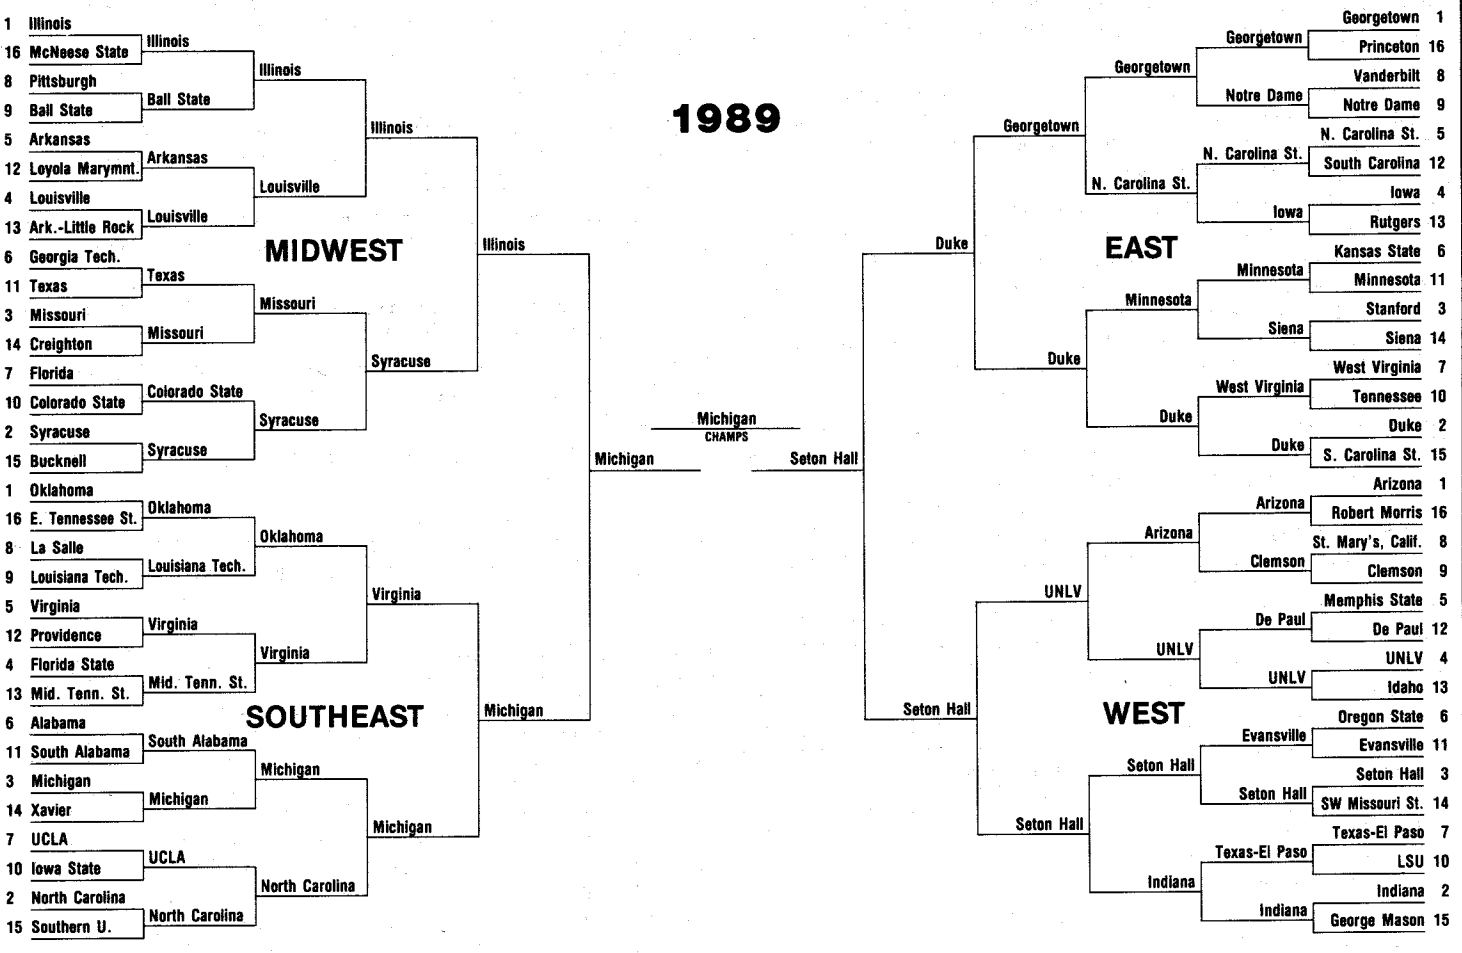 1 Illinois
16 McNeese State
8 Pittsburgh
9 Ball State
5 Arkansas
12 Loyola Marymnt.
4 Louisville
13 Ark.-Little Rock
6 Georgia Tech.
11 Texas
3 Missouri
14 Creighton
7 Florida
10 Colorado State
2 Syracuse
15 Bucknell
1 Oklahoma
16 E. Tennessee St.
8 La Salle
9 Louisiana Tech.
5 Virginia
12 Providence
4 Florida State
13 Mid. Tenn. St.
6 Alabama
11 South Alabama
3 Michigan
14 Xavier
7 UCLA
10 Iowa State
2 North Carolina
15 Southern U.
Illinois
Ball State
Arkansas
Louisville
Texas
Missouri
Colorado State
Syracuse
Oklahoma
Louisiana Tech.
Virginia
Mid. Tenn. St.
South Alabama
Michigan
UCLA
North Carolina
Illinois
Louisville
MIDWEST
Missouri
Syracuse
Oklahoma
Virginia
SOUTHEAST
Michigan
North Carolina
Illinois
Syracuse
Virginia
Michigan
Illinois
Michigan
Michigan
1989
Michigan
CHAMPS
Seton Hall
Duke
Seton Hall
Georgetown
Duke
UNLV
Seton Hall
Georgetown
N. Carolina St.
EAST
Minnesota
Duke
Arizona
UNLV
WEST
Seton Hall
Indiana
Georgetown
Notre Dame
N. Carolina St.
Iowa
Minnesota
Siena
West Virginia
Duke
Arizona
Clemson
De Paul
UNLV
Evansville
Seton Hall
Texas-El Paso
Indiana
Georgetown 1
Princeton 16
Vanderbilt 8
Notre Dame 9
N. Carolina St. 5
South Carolina 12
Iowa 4
Rutgers 13
Kansas State 6
Minnesota 11
Stanford 3
Siena 14
West Virginia 7
Tennessee 10
Duke 2
S. Carolina St. 15
Arizona 1
Robert Morris 16
St. Mary's, Calif. 8
Clemson 9
Memphis State 5
De Paul 12
UNLV 4
Idaho 13
Oregon State 6
Evansville 11
Seton Hall 3
SW Missouri St. 14
Texas-El Paso 7
LSU 10
Indiana 2
George Mason 15